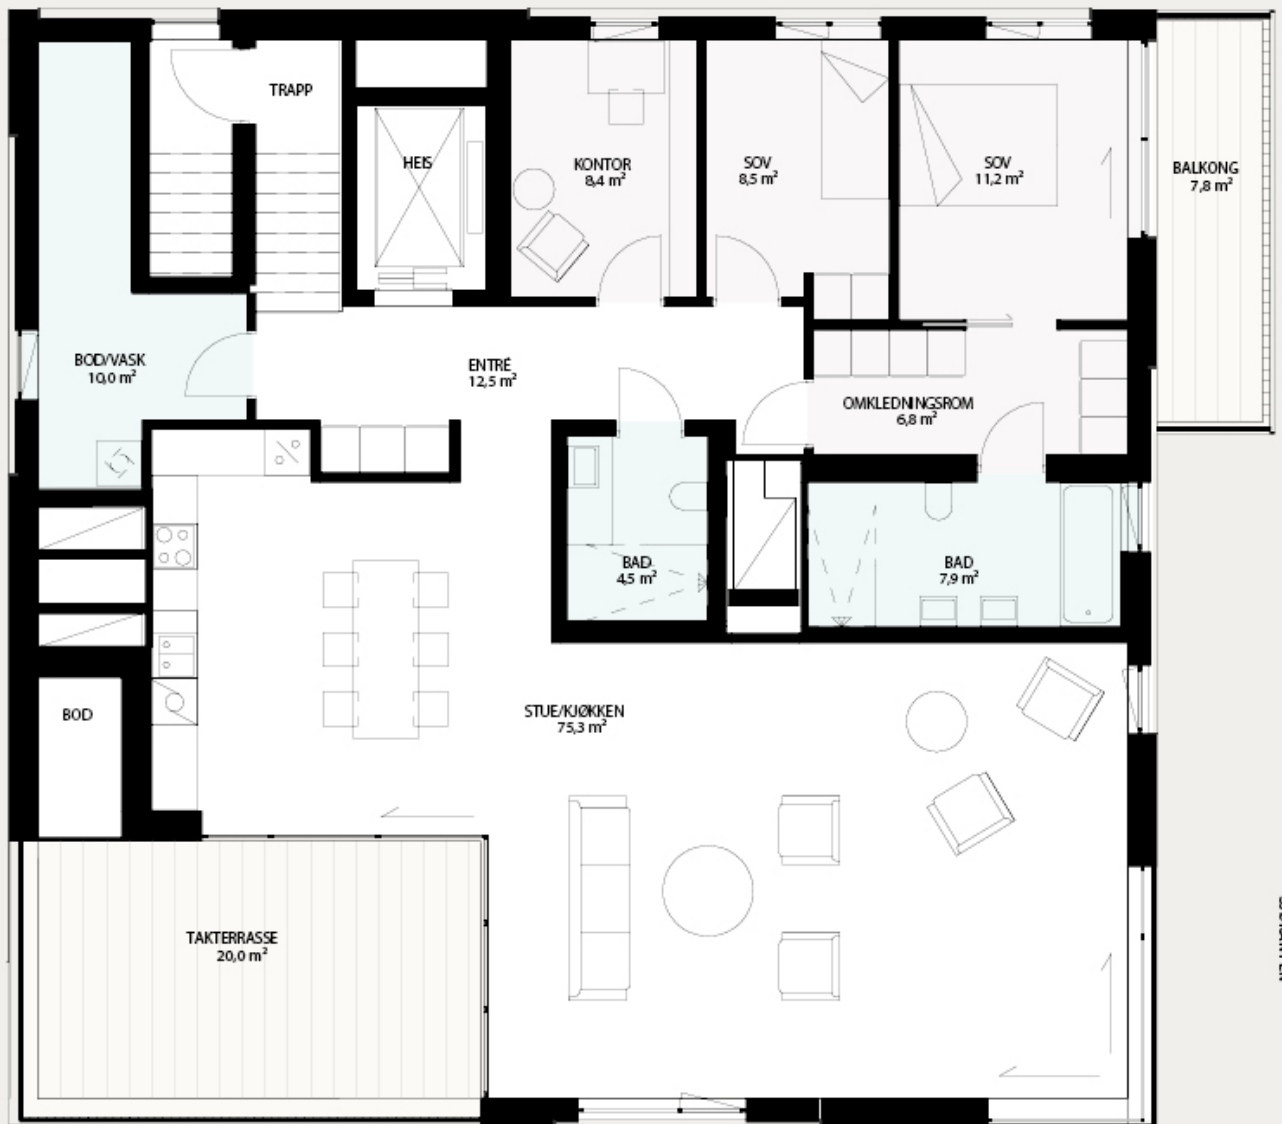 TRAPP
HEIS
KONTOR
8,4 m²
SOV
8,5 m²
SOV
11,2 m²
BALKONG
7,8 m²
BOD/VASK
10,0 m²
ENTRÉ
12,5 m²
OMKLEDNINGSROM
6,8 m²
BAD
4,5 m²
BAD
7,9 m²
BOD
STUE/KJØKKEN
75,3 m²
TAKTERRASSE
20,0 m²